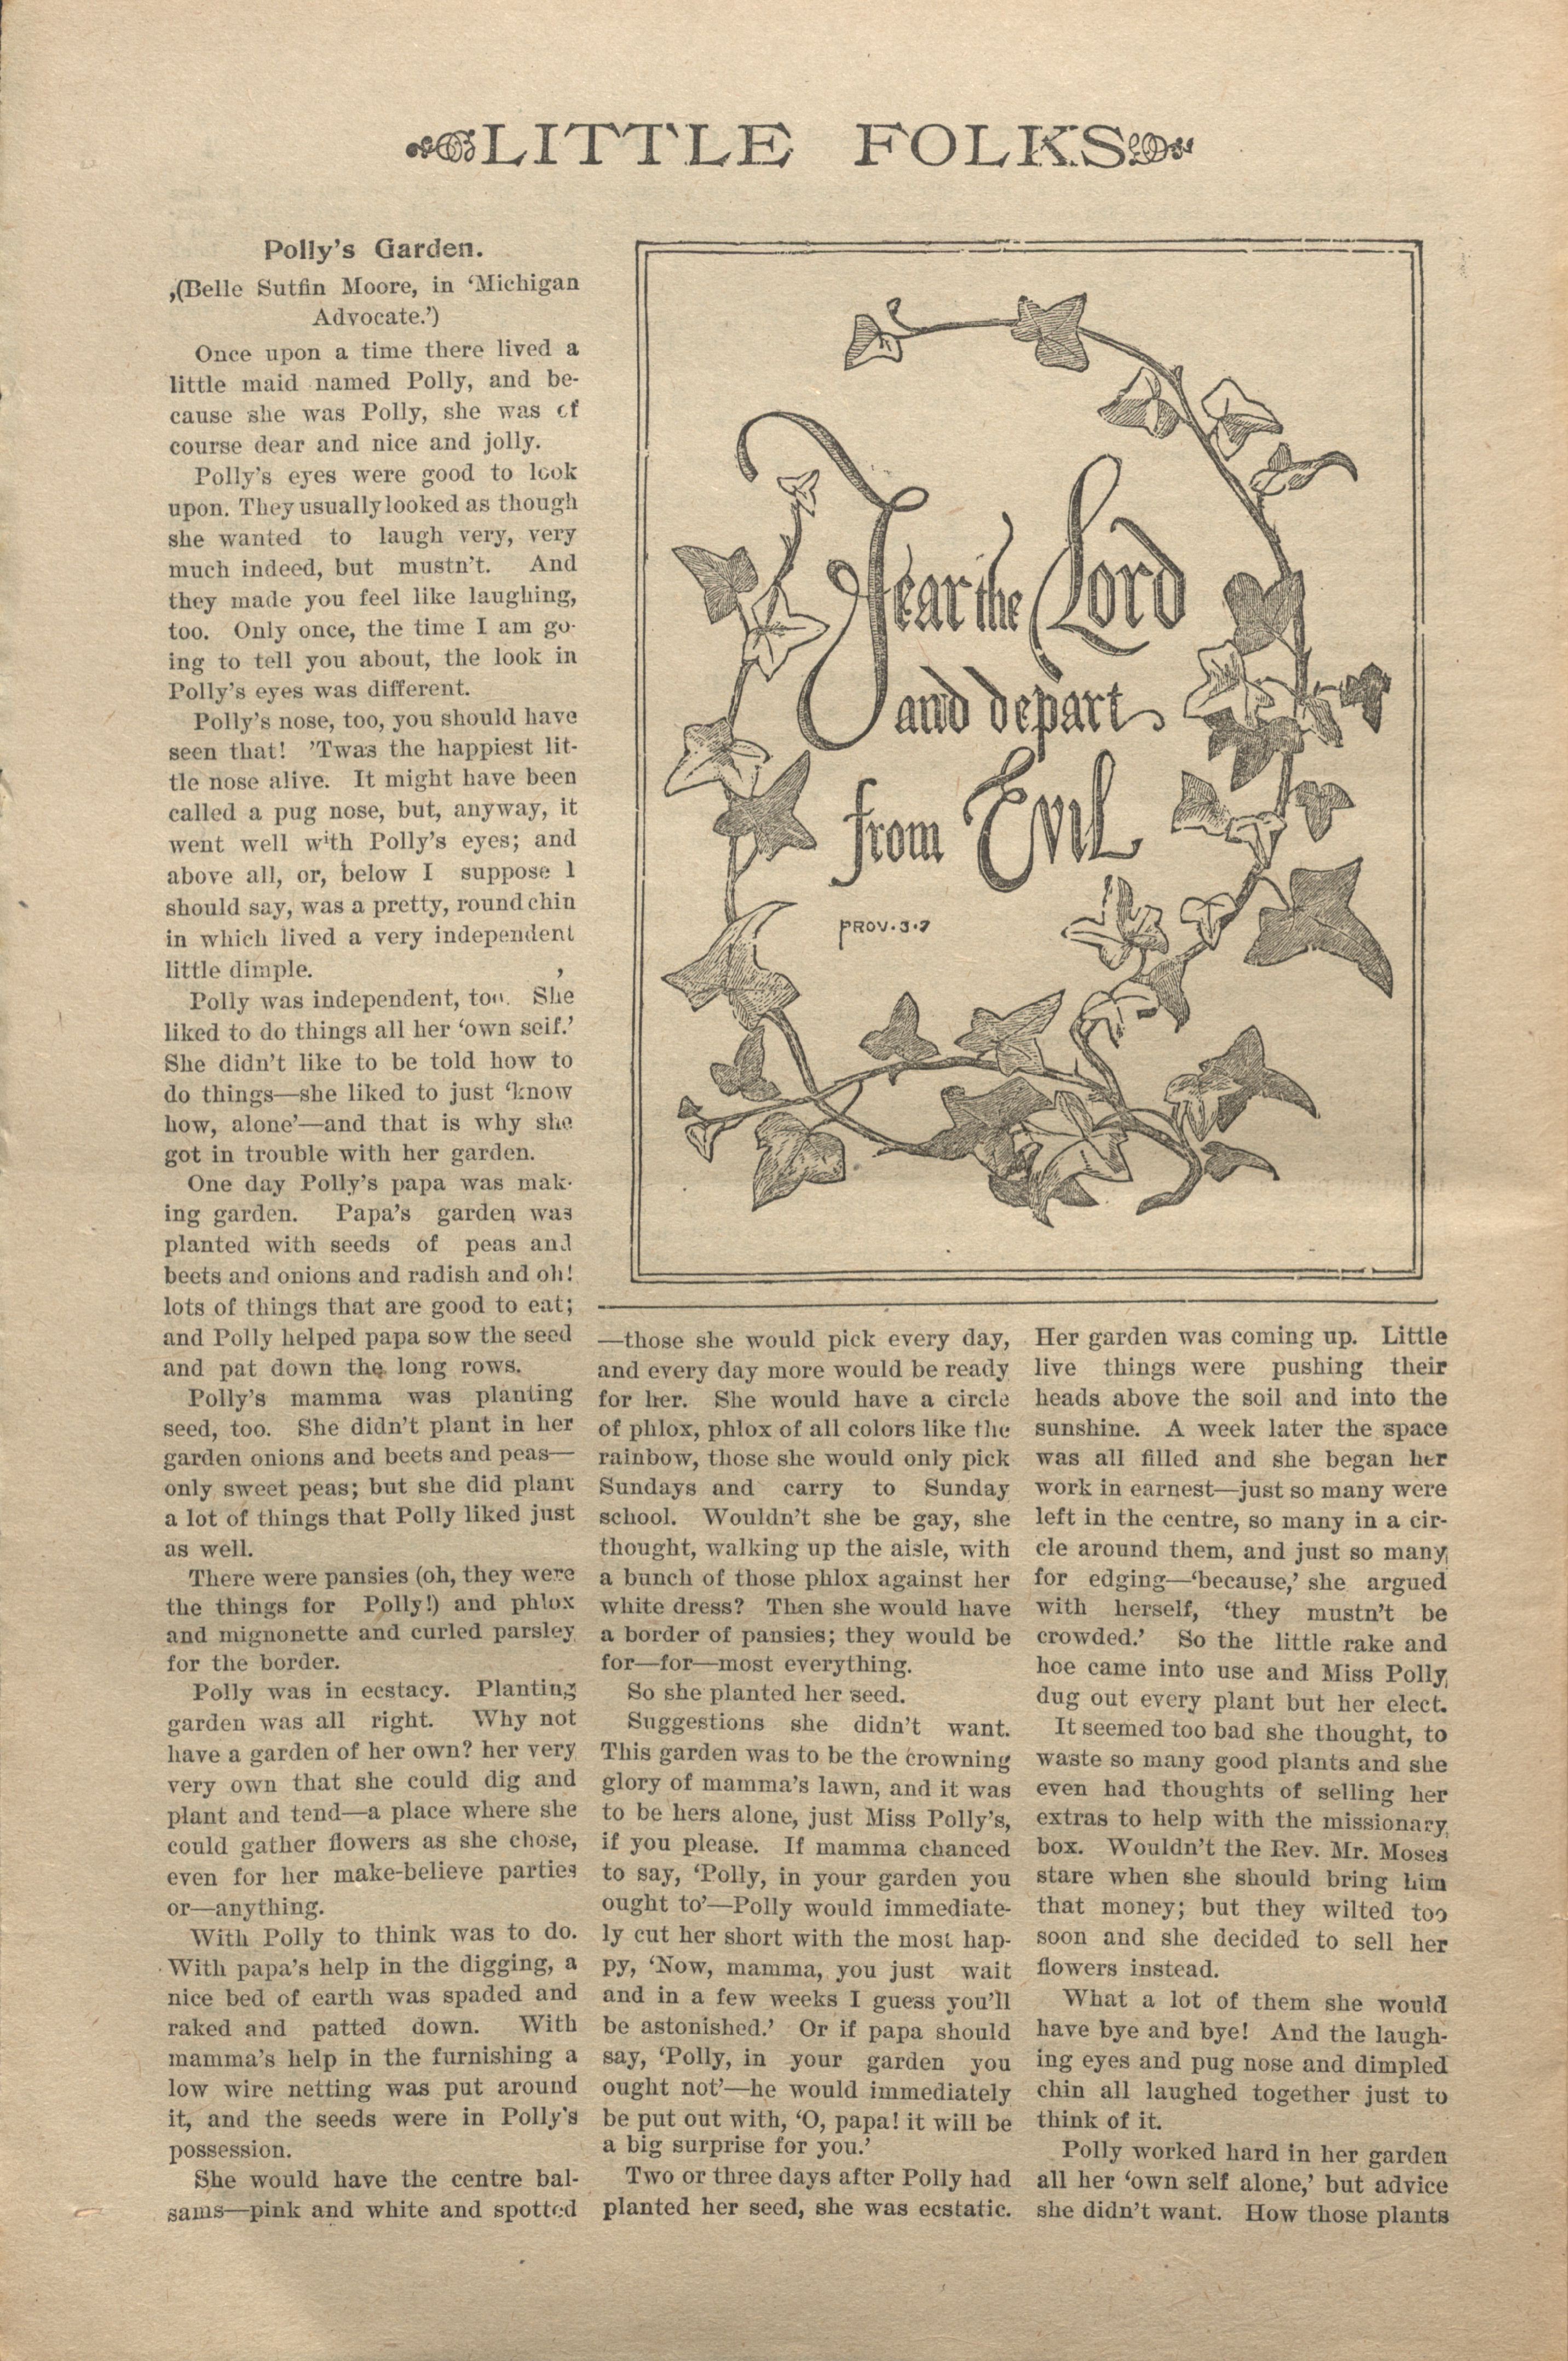 LITTLE FOLKS
Polly's Garden.
,(Belle Sutfin Moore, in 'Michigan
Advocate.')
Once upon a time there lived a
little maid named Polly, and be-
cause she was Polly, she was of
course dear and nice and jolly.
Polly's eyes were good to look
upon. They usually looked as though
she wanted to laugh very, very
much indeed, but mustn't. And
they made you feel like laughing,
too. Only once, the time I am go-
ing to tell you about, the look in
Polly's eyes was different.
Polly's nose, too, you should have
seen that! 'Twas the happiest lit-
tle nose alive. It might have been
called a pug nose, but, anyway, it
went well with Polly's eyes; and
above all, or, below I suppose I
should say, was a pretty, round chin
in which lived a very independent
little dimple.
Polly was independent, too. She
liked to do things all her 'own self.'
She didn't like to be told how to
do things—she liked to just 'know
how, alone'—and that is why she
got in trouble with her garden.
One day Polly's papa was mak-
ing garden. Papa's garden was
planted with seeds of peas and
beets and onions and radish and oh!
lots of things that are good to eat;
and Polly helped papa sow the seed
and pat down the long rows.
Polly's mamma was planting
seed, too. She didn't plant in her
garden onions and beets and peas—
only sweet peas; but she did plant
a lot of things that Polly liked just
as well.
There were pansies (oh, they were
the things for Polly!) and phlox
and mignonette and curled parsley
for the border.
Polly was in ecstacy. Planting
garden was all right. Why not
have a garden of her own? her very
very own that she could dig and
plant and tend—a place where she
could gather flowers as she chose,
even for her make-believe parties
or—anything.
With Polly to think was to do.
With papa's help in the digging, a
nice bed of earth was spaded and
raked and patted down. With
mamma's help in the furnishing a
low wire netting was put around
it, and the seeds were in Polly's
possession.
She would have the centre bal-
sams—pink and white and spotted
Fear the Lord
and depart
from Evil
PROV. 3. 7
—those she would pick every day,
and every day more would be ready
for her. She would have a circle
of phlox, phlox of all colors like the
rainbow, those she would only pick
Sundays and carry to Sunday
school. Wouldn't she be gay, she
thought, walking up the aisle, with
a bunch of those phlox against her
white dress? Then she would have
a border of pansies; they would be
for—for—most everything.
So she planted her seed.
Suggestions she didn't want.
This garden was to be the crowning
glory of mamma's lawn, and it was
to be hers alone, just Miss Polly's,
if you please. If mamma chanced
to say, 'Polly, in your garden you
ought to'—Polly would immediate-
ly cut her short with the most hap-
py, 'Now, mamma, you just wait
and in a few weeks I guess you'll
be astonished.' Or if papa should
say, 'Polly, in your garden you
ought not'—he would immediately
be put out with, 'O, papa! it will be
a big surprise for you.'
Two or three days after Polly had
planted her seed, she was ecstatic.
Her garden was coming up. Little
live things were pushing their
heads above the soil and into the
sunshine. A week later the space
was all filled and she began her
work in earnest—just so many were
left in the centre, so many in a cir-
cle around them, and just so many
for edging—'because,' she argued
with herself, 'they mustn't be
crowded.' So the little rake and
hoe came into use and Miss Polly
dug out every plant but her elect.
It seemed too bad she thought, to
waste so many good plants and she
even had thoughts of selling her
extras to help with the missionary
box. Wouldn't the Rev. Mr. Moses
stare when she should bring him
that money; but they wilted too
soon and she decided to sell her
flowers instead.
What a lot of them she would
have bye and bye! And the laugh-
ing eyes and pug nose and dimpled
chin all laughed together just to
think of it.
Polly worked hard in her garden
all her 'own self alone,' but advice
she didn't want. How those plants